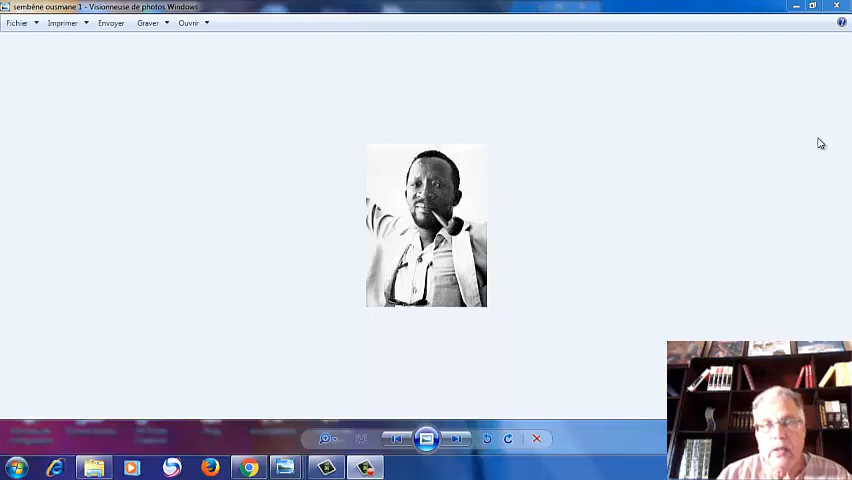 sembène ousmane 1 - Visionneuse de photos Windows
Fichier Imprimer Envoyer Graver Ouvrir